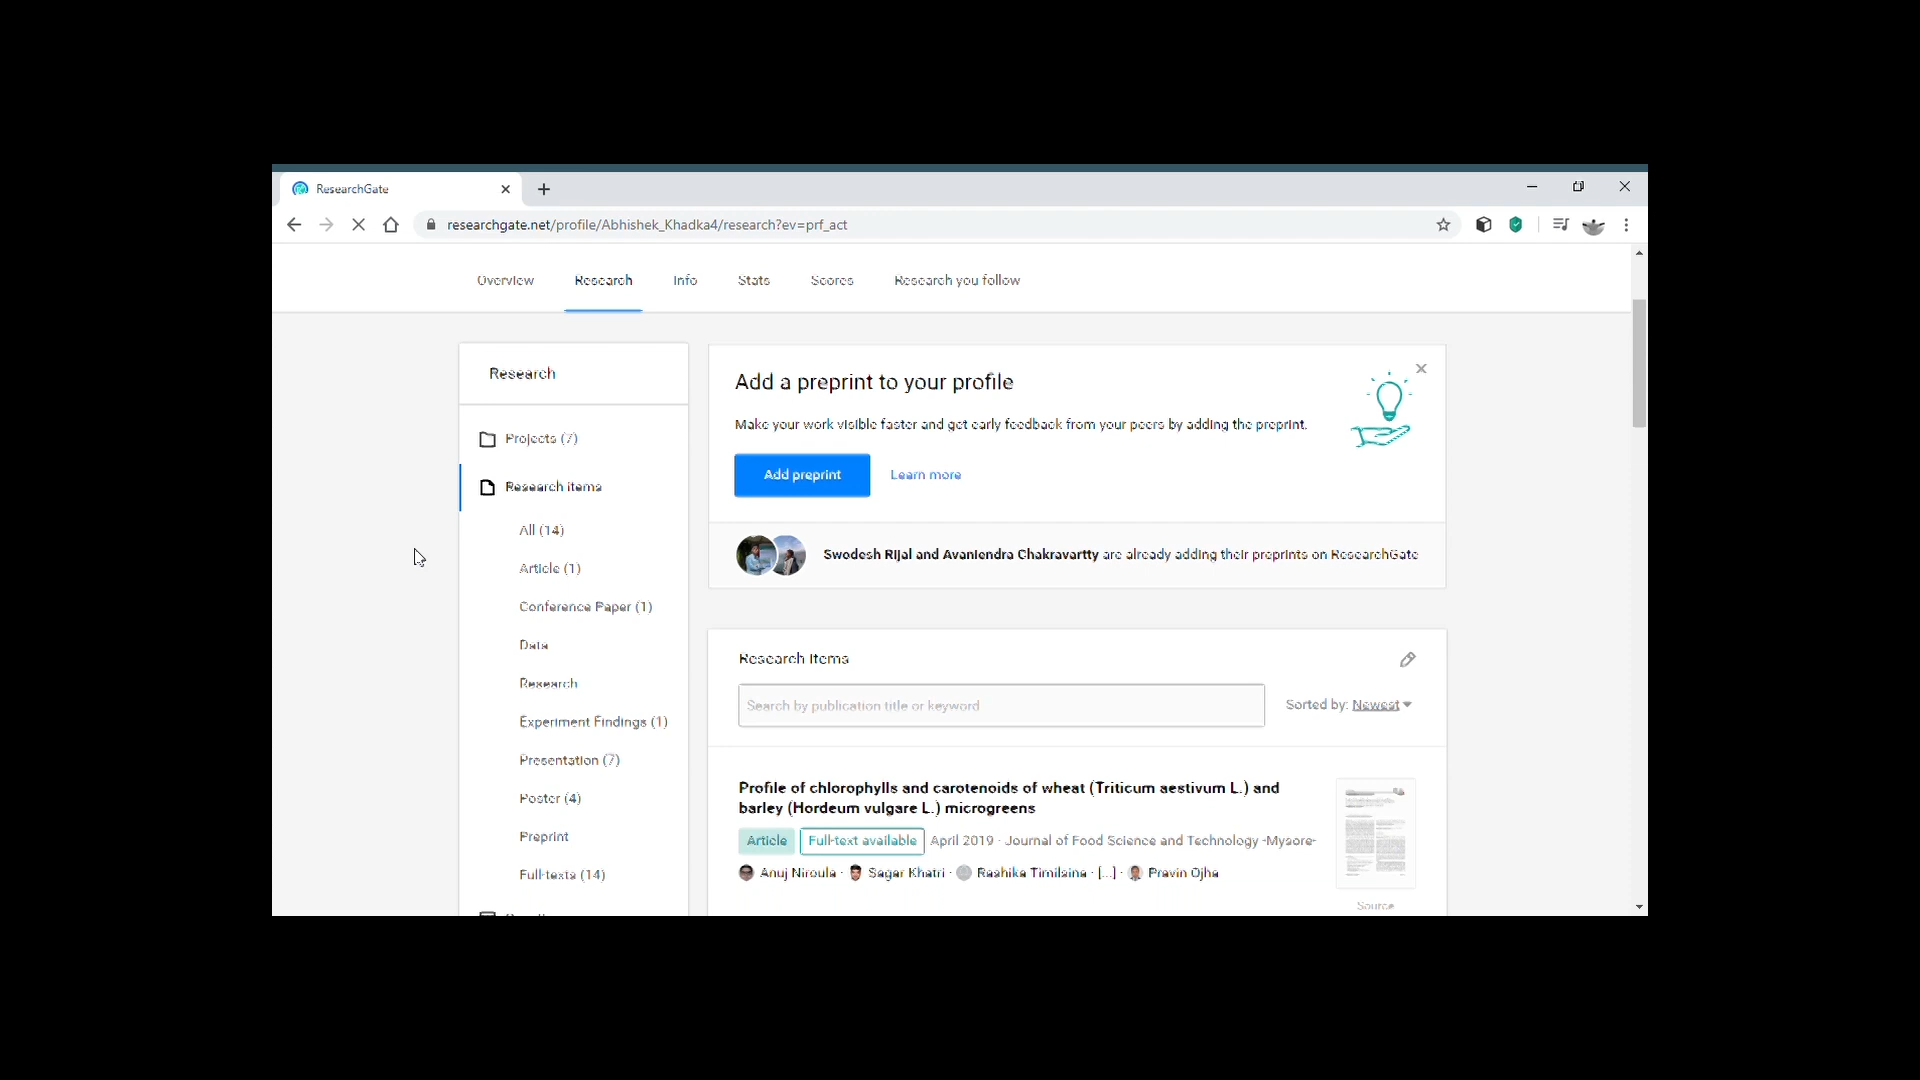 ResearchGate
researchgate.net/profile/Abhishek_Khadka4/research?ev=prf_act
Overview Research Info Stats Scores Research you follow
Research
Projects (7)
Research items
All (14)
Article (1)
Conference Paper (1)
Data
Research
Experiment Findings (1)
Presentation (7)
Poster (4)
Preprint
Full-texts (14)
Add a preprint to your profile
Make your work visible faster and get early feedback from your peers by adding the preprint.
Add preprint Learn more
Swodesh Rijal and Avaniendra Chakravartty are already adding their preprints on ResearchGate
Research Items
Search by publication title or keyword
Sorted by: Newest
Profile of chlorophylls and carotenoids of wheat (Triticum aestivum L.) and
barley (Hordeum vulgare L.) microgreens
Article Full-text available April 2019 · Journal of Food Science and Technology -Mysore-
Anuj Niroula · Sagar Khatri · Rashika Timilsina · [...] · Pravin Ojha
Source